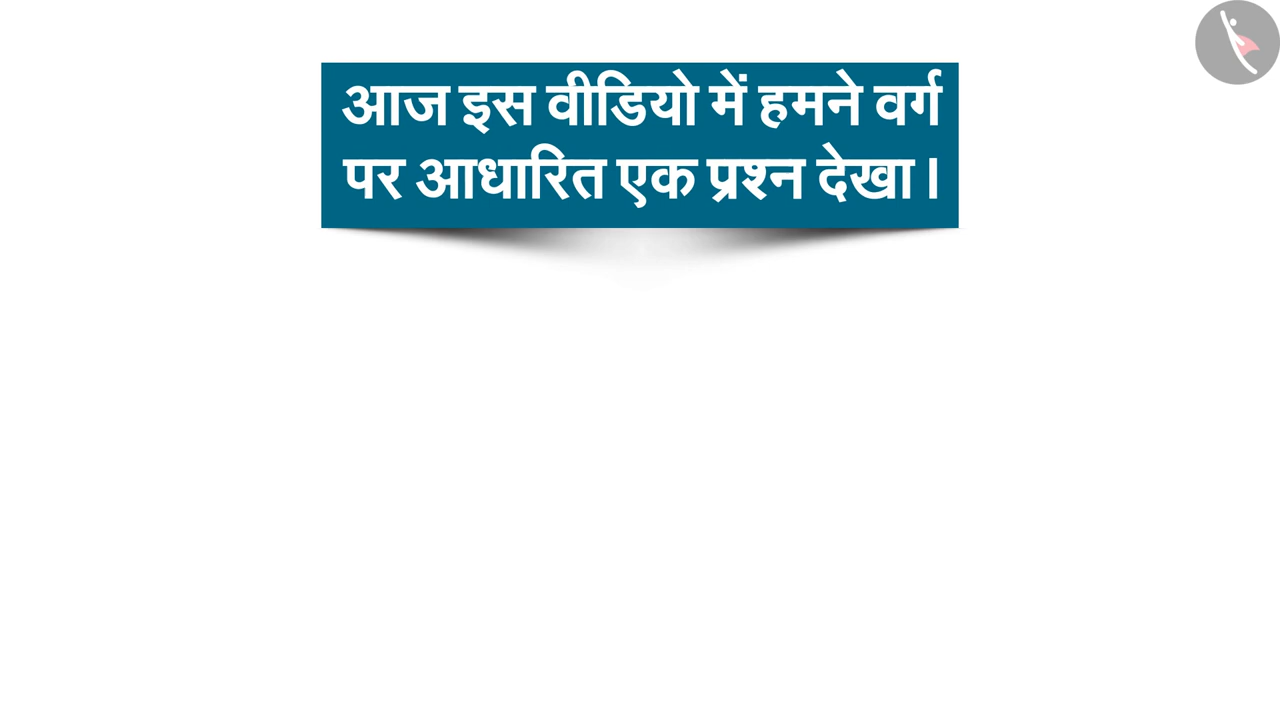 आज इस वीडियो में हमने वर्ग
पर आधारित एक प्रश्न देखा।